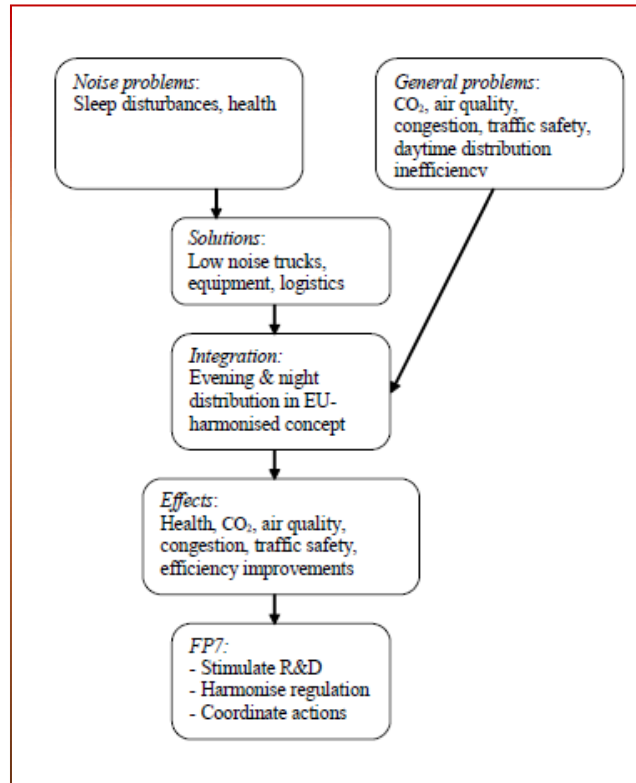 Noise problems:
Sleep disturbances, health
General problems:
CO₂, air quality,
congestion, traffic safety,
daytime distribution
inefficiency
Solutions:
Low noise trucks,
equipment, logistics
Integration:
Evening & night
distribution in EU-
harmonised concept
Effects:
Health, CO₂, air quality,
congestion, traffic safety,
efficiency improvements
FP7:
- Stimulate R&D
- Harmonise regulation
- Coordinate actions